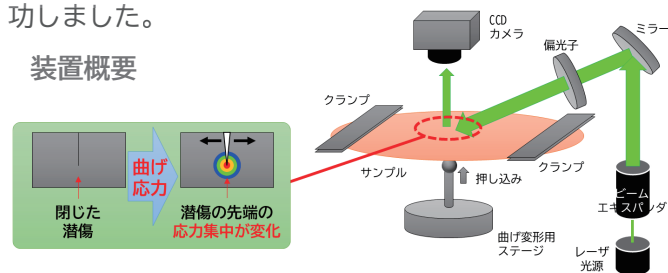 功しました。
装置概要
CCD
カメラ
ミラー
偏光子
クランプ
クランプ
サンプル
押し込み
曲げ変形用
ステージ
ビーム
エキスパンダ
レーザ
光源
曲げ
応力
閉じた
潜傷
潜傷の先端の
応力集中が変化